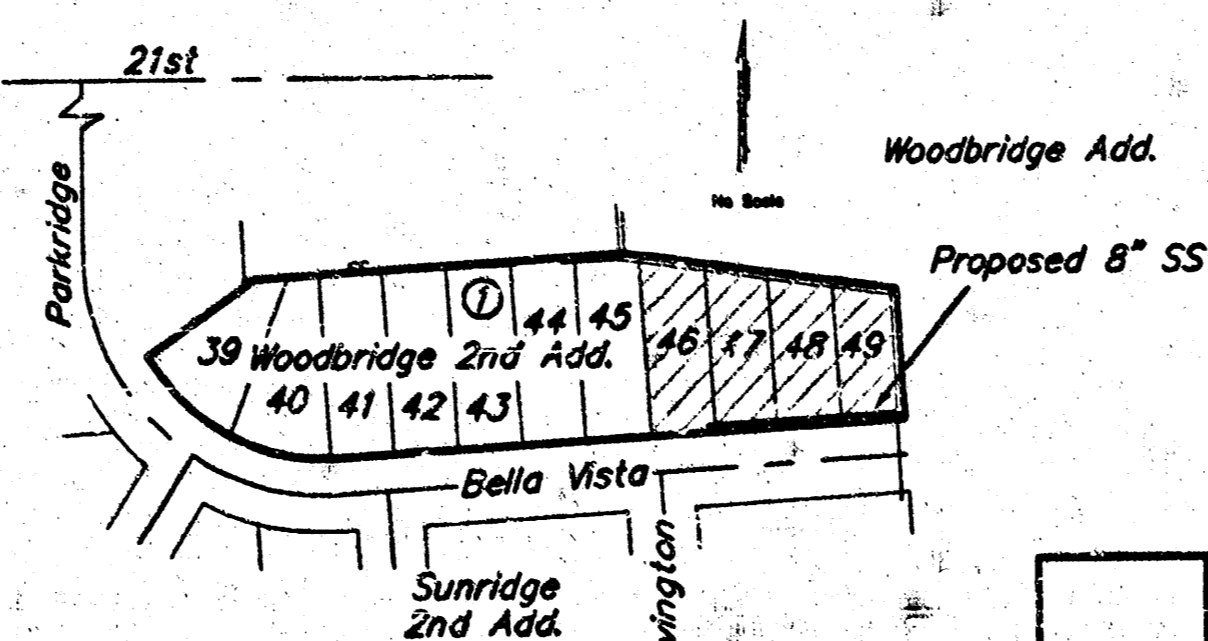 21st
Parkridge
No Scale
Woodbridge Add.
Proposed 8" SS
SS
1
39 Woodbridge 2nd Add.
40 41 42 43 44 45 46 47 48 49
Bella Vista
Sunridge
2nd Add.
vington